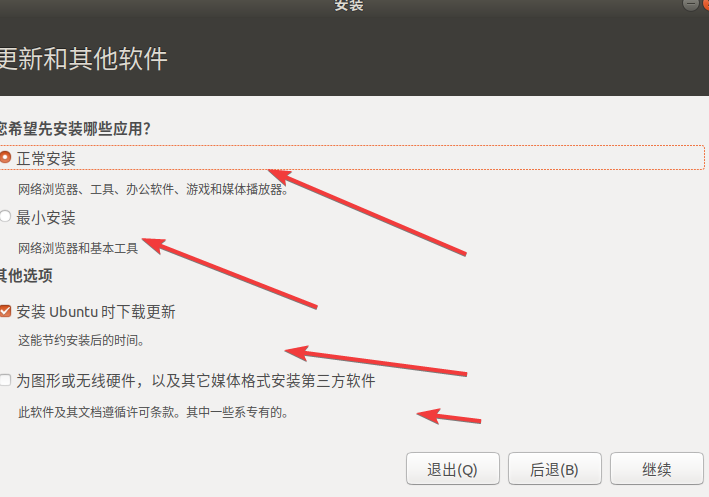 安装
更新和其他软件
您希望先安装哪些应用？
正常安装
网络浏览器、工具、办公软件、游戏和媒体播放器。
最小安装
网络浏览器和基本工具
其他选项
安装 Ubuntu 时下载更新
这能节约安装后的时间。
为图形或无线硬件，以及其它媒体格式安装第三方软件
此软件及其文档遵循许可条款。其中一些系专有的。
退出(Q)
后退(B)
继续